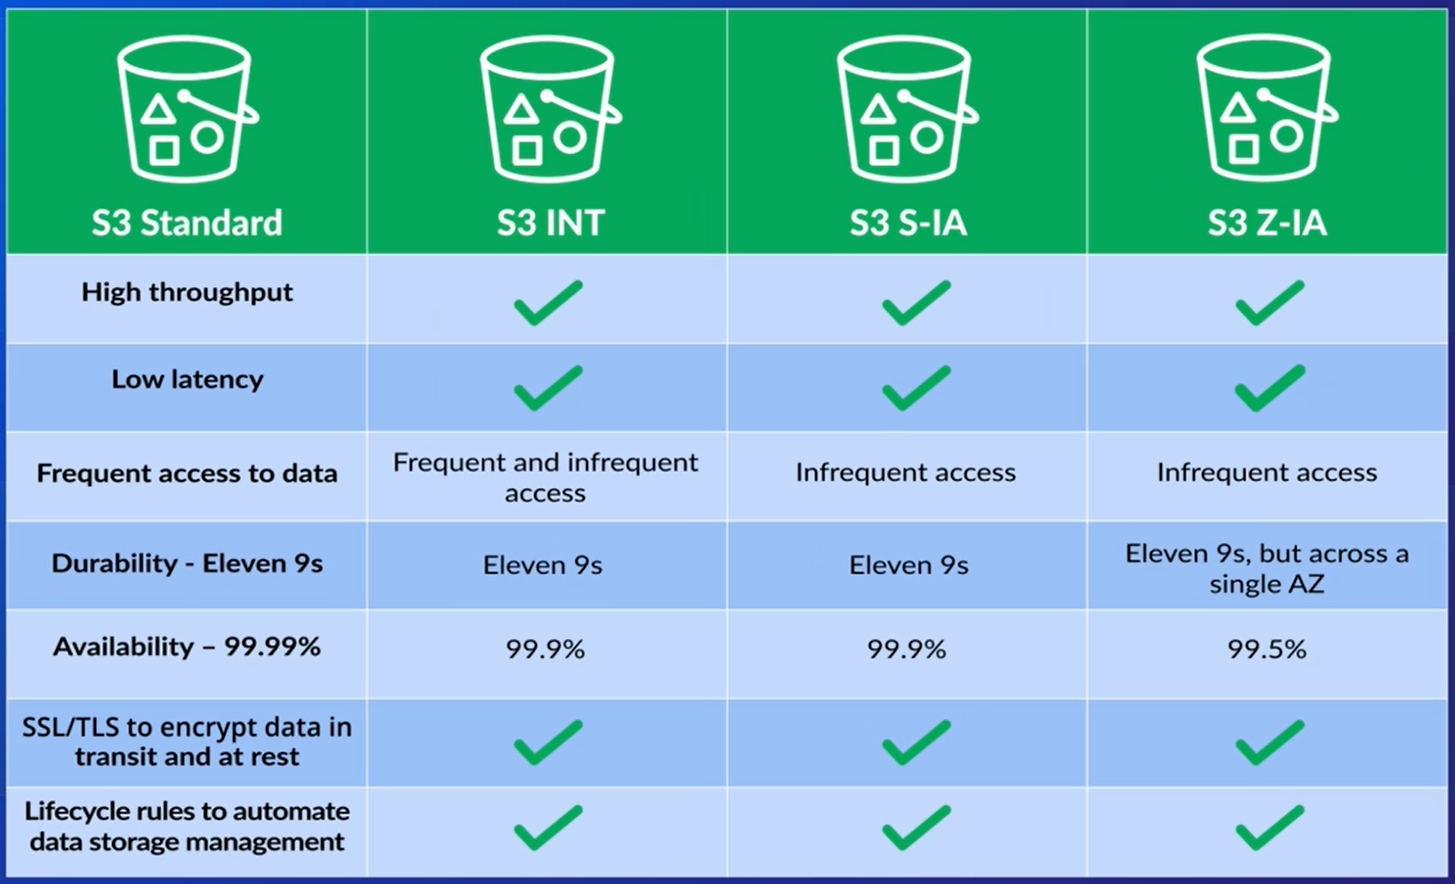 S3 Standard
S3 INT
S3 S-IA
S3 Z-IA
High throughput
Low latency
Frequent access to data
Frequent and infrequent
access
Infrequent access
Infrequent access
Durability - Eleven 9s
Eleven 9s
Eleven 9s
Eleven 9s, but across a
single AZ
Availability – 99.99%
99.9%
99.9%
99.5%
SSL/TLS to encrypt data in
transit and at rest
Lifecycle rules to automate
data storage management